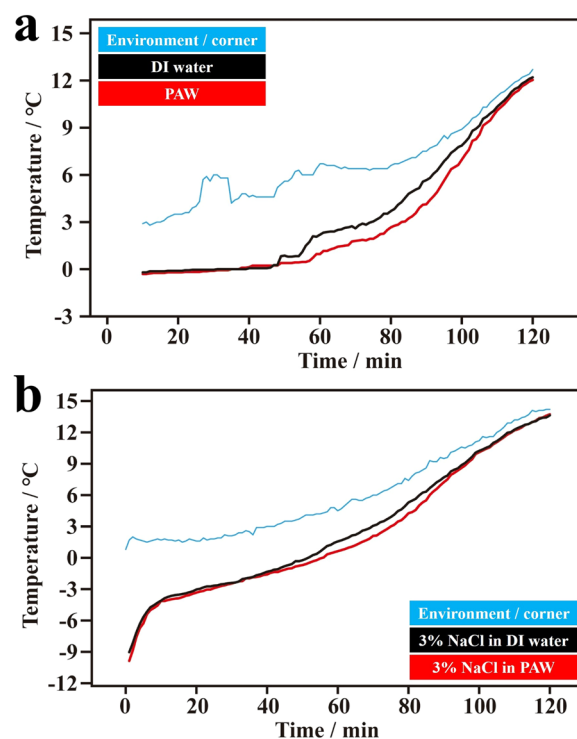 a
Environment / corner
DI water
PAW
Temperature / °C
15
12
9
6
3
0
-3
0 20 40 60 80 100 120
Time / min
b
Temperature / °C
15
12
9
6
3
0
-3
-6
-9
-12
Environment / corner
3% NaCl in DI water
3% NaCl in PAW
0 20 40 60 80 100 120
Time / min